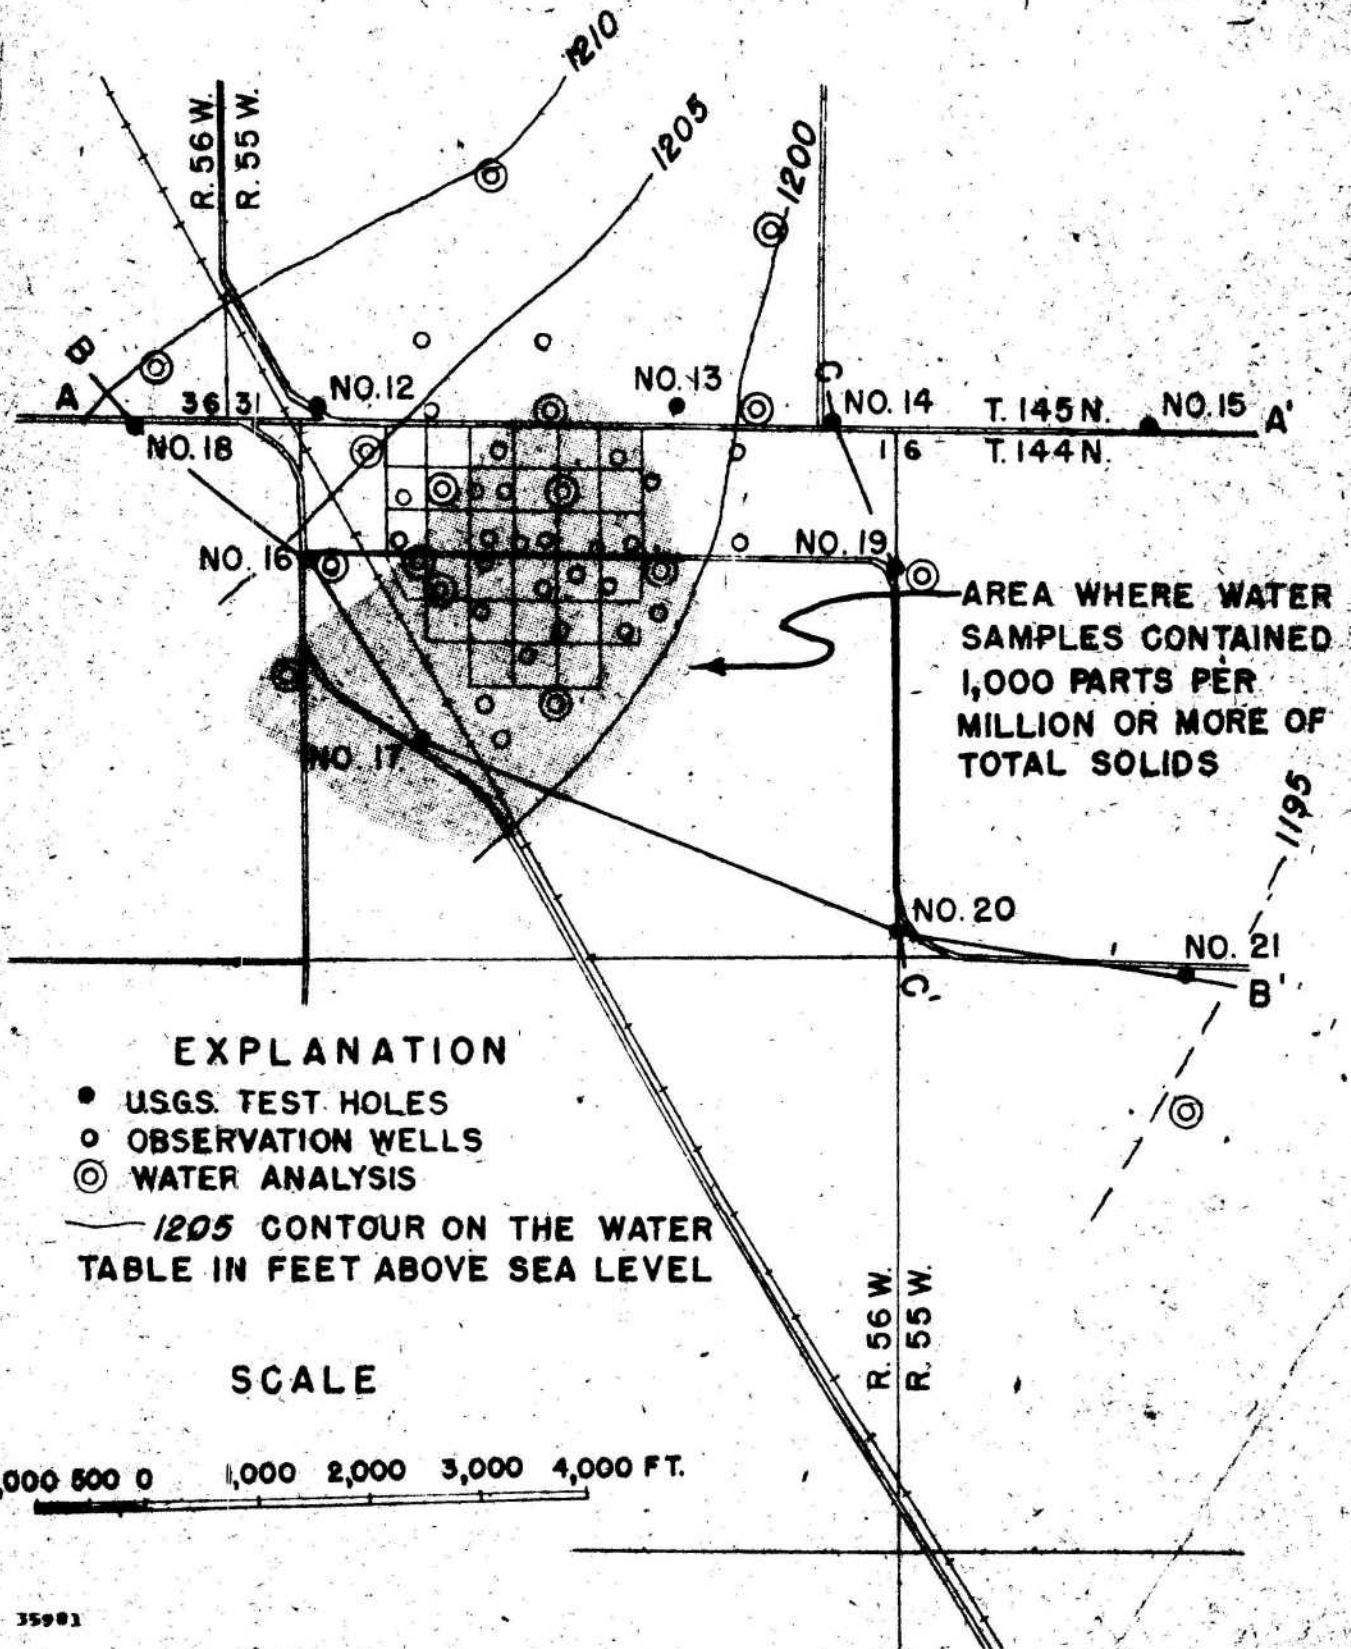 1210
1205
1200
R. 56 W.
R. 55 W.
B
A
36 31
NO. 12
NO. 13
C
NO. 14
T. 145 N.
NO. 15
A'
NO. 18
1 6
T. 144 N.
NO. 16
NO. 19
AREA WHERE WATER
SAMPLES CONTAINED
1,000 PARTS PER
MILLION OR MORE OF
TOTAL SOLIDS
NO. 17
1195
NO. 20
NO. 21
C'
B'
EXPLANATION
U.S.G.S. TEST HOLES
OBSERVATION WELLS
WATER ANALYSIS
1205 CONTOUR ON THE WATER
TABLE IN FEET ABOVE SEA LEVEL
R. 56 W.
R. 55 W.
SCALE
,000 500 0 1,000 2,000 3,000 4,000 FT.
35981